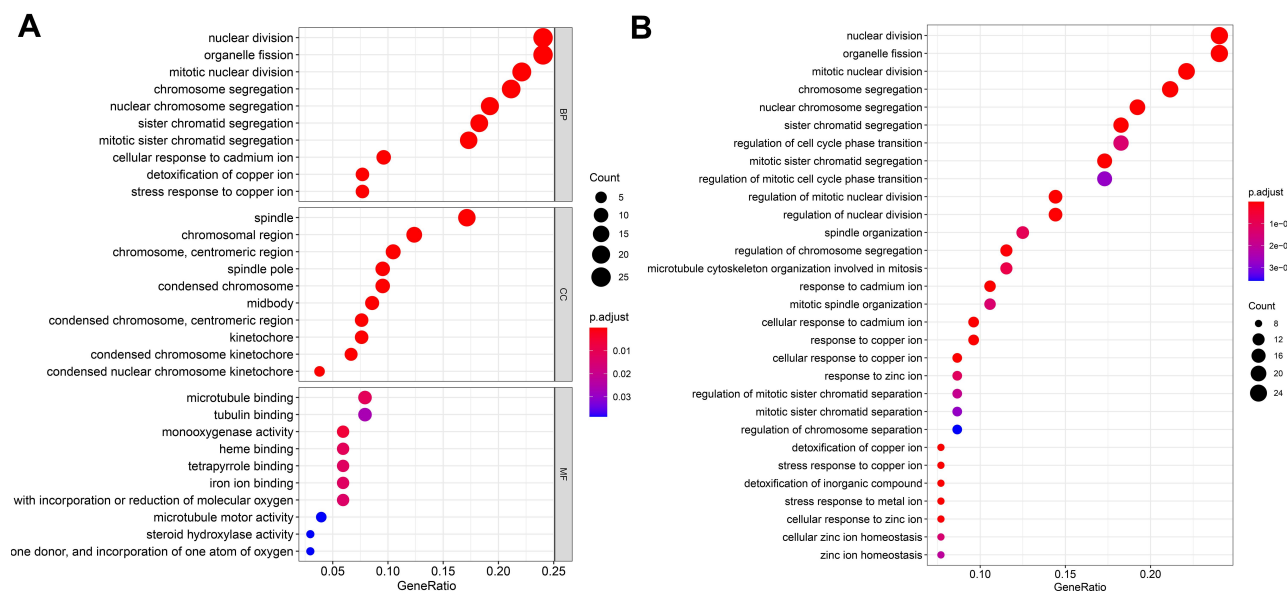 A
nuclear division
organelle fission
mitotic nuclear division
chromosome segregation
nuclear chromosome segregation
sister chromatid segregation
mitotic sister chromatid segregation
cellular response to cadmium ion
detoxification of copper ion
stress response to copper ion
BP
spindle
chromosomal region
chromosome, centromeric region
spindle pole
condensed chromosome
midbody
condensed chromosome, centromeric region
kinetochore
condensed chromosome kinetochore
condensed nuclear chromosome kinetochore
CC
microtubule binding
tubulin binding
monooxygenase activity
heme binding
tetrapyrrole binding
iron ion binding
with incorporation or reduction of molecular oxygen
microtubule motor activity
steroid hydroxylase activity
one donor, and incorporation of one atom of oxygen
MF
0.05 0.10 0.15 0.20 0.25
GeneRatio
Count
5
10
15
20
25
p.adjust
0.01
0.02
0.03
B
nuclear division
organelle fission
mitotic nuclear division
chromosome segregation
nuclear chromosome segregation
sister chromatid segregation
regulation of cell cycle phase transition
mitotic sister chromatid segregation
regulation of mitotic cell cycle phase transition
regulation of mitotic nuclear division
regulation of nuclear division
spindle organization
regulation of chromosome segregation
microtubule cytoskeleton organization involved in mitosis
response to cadmium ion
mitotic spindle organization
cellular response to cadmium ion
response to copper ion
cellular response to copper ion
response to zinc ion
regulation of mitotic sister chromatid separation
mitotic sister chromatid separation
regulation of chromosome separation
detoxification of copper ion
stress response to copper ion
detoxification of inorganic compound
stress response to metal ion
cellular response to zinc ion
cellular zinc ion homeostasis
zinc ion homeostasis
0.10 0.15 0.20
GeneRatio
p.adjust
1e-0
2e-0
3e-0
Count
8
12
16
20
24